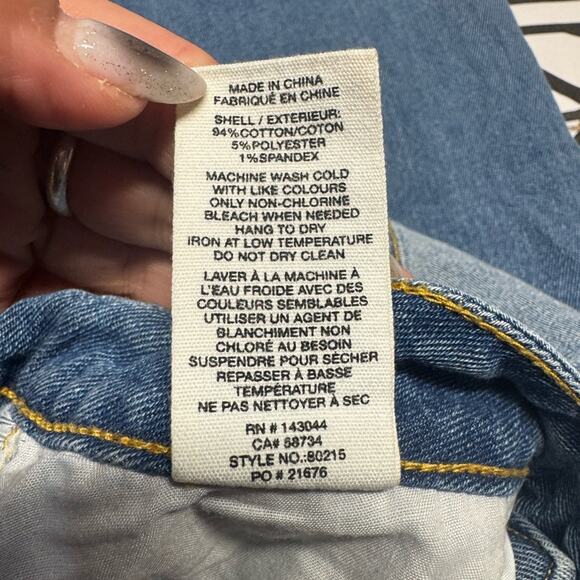 MADE IN CHINA
FABRIQUÉ EN CHINE
SHELL / EXTERIEUR:
94%COTTON/COTON
5%POLYESTER
1%SPANDEX
MACHINE WASH COLD
WITH LIKE COLOURS
ONLY NON-CHLORINE
BLEACH WHEN NEEDED
HANG TO DRY
IRON AT LOW TEMPERATURE
DO NOT DRY CLEAN
LAVER À LA MACHINE À
L'EAU FROIDE AVEC DES
COULEURS SEMBLABLES
UTILISER UN AGENT DE
BLANCHIMENT NON
CHLORÉ AU BESOIN
SUSPENDRE POUR SÉCHER
REPASSER À BASSE
TEMPÉRATURE
NE PAS NETTOYER À SEC
RN # 143044
CA# 58734
STYLE NO.:80215
PO # 21676